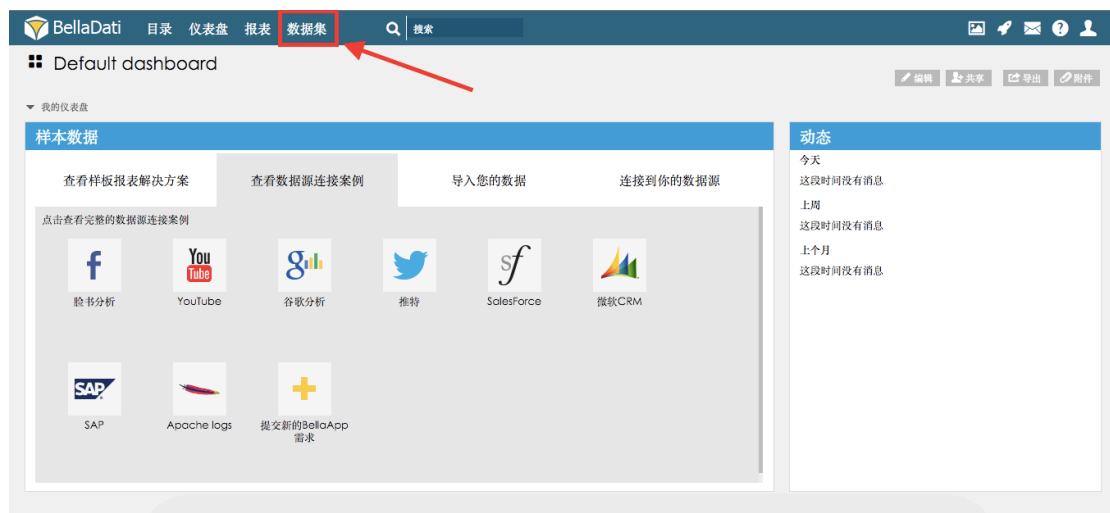 BellaDati 目录 仪表盘 报表 数据集 搜索
Default dashboard
编辑 共享 导出 附件
我的仪表盘
样本数据
查看样板报表解决方案 查看数据源连接案例 导入您的数据 连接到你的数据源
点击查看完整的数据源连接案例
f You Tube g sf
脸书分析 YouTube 谷歌分析 推特 SalesForce 微软CRM
SAP
SAP Apache logs 提交新的BellaApp
需求
动态
今天
这段时间没有消息
上周
这段时间没有消息
上个月
这段时间没有消息